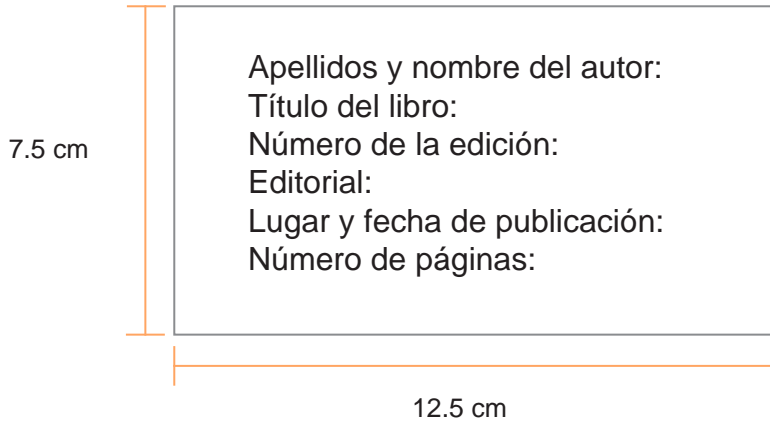 Apellidos y nombre del autor:
Título del libro:
Número de la edición:
Editorial:
Lugar y fecha de publicación:
Número de páginas:
7.5 cm
12.5 cm